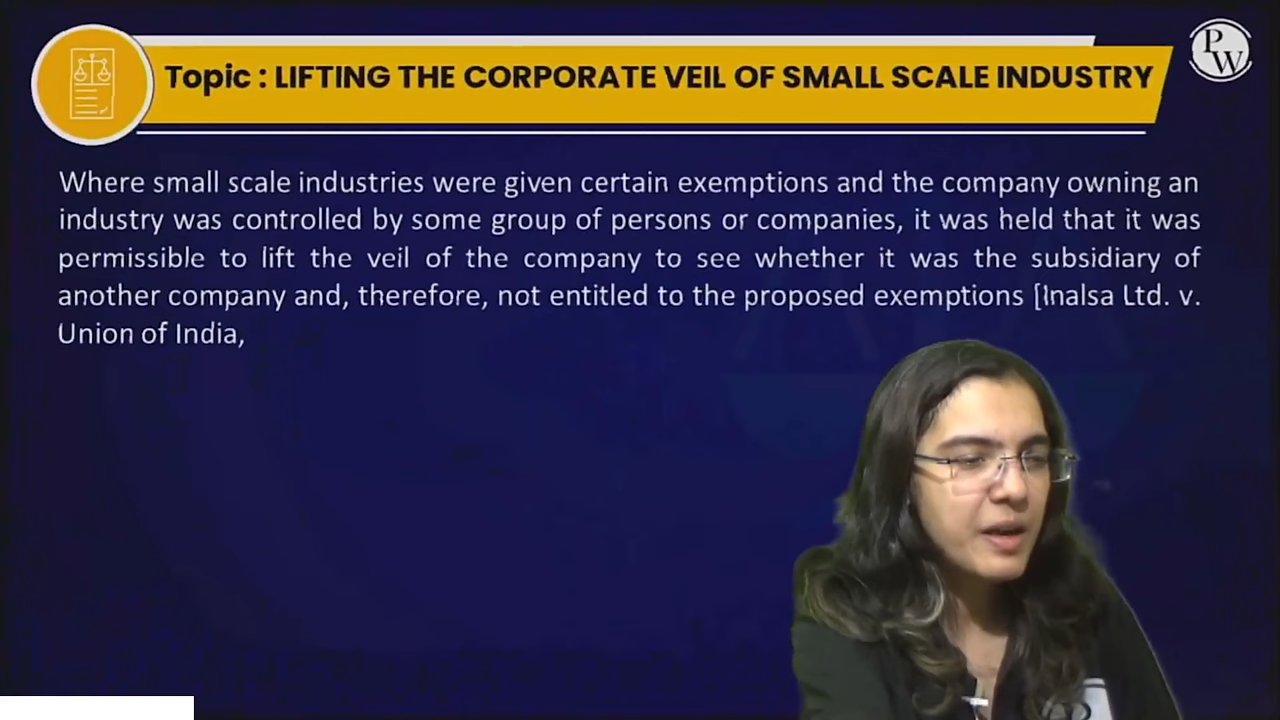 P
W
Topic : LIFTING THE CORPORATE VEIL OF SMALL SCALE INDUSTRY
Where small scale industries were given certain exemptions and the company owning an
industry was controlled by some group of persons or companies, it was held that it was
permissible to lift the veil of the company to see whether it was the subsidiary of
another company and, therefore, not entitled to the proposed exemptions [Inalsa Ltd. v.
Union of India,